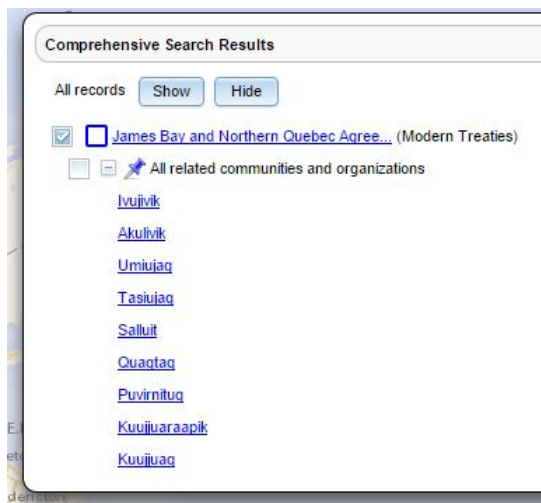 Comprehensive Search Results
All records Show Hide
James Bay and Northern Quebec Agree... (Modern Treaties)
All related communities and organizations
Ivujivik
Akulivik
Umiujaq
Tasiujaq
Salluit
Quaqtaq
Puvirnituq
Kuujjuaraapik
Kuujjuaq